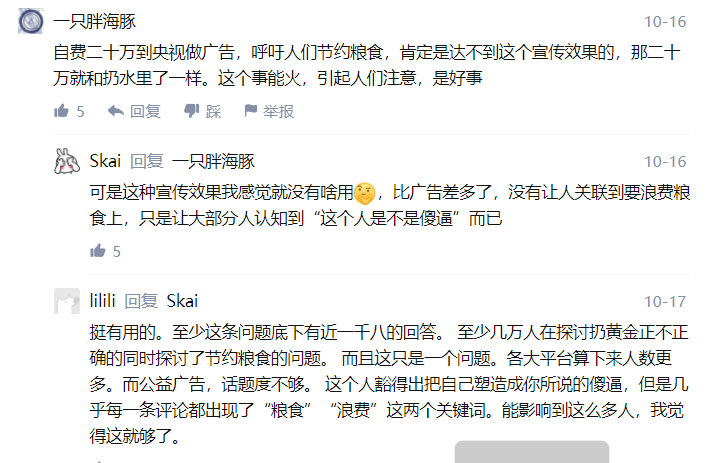 一只胖海豚 10-16
自费二十万到央视做广告，呼吁人们节约粮食，肯定是达不到这个宣传效果的，那二十
万就和扔水里了一样。这个事能火，引起人们注意，是好事
5 回复 踩 举报
Skai 回复 一只胖海豚 10-16
可是这种宣传效果我感觉就没有啥用🤔，比广告差多了，没有让人关联到要浪费粮
食上，只是让大部分人认知到“这个人是不是傻逼”而已
5
lilili 回复 Skai 10-17
挺有用的。至少这条问题底下有近一千八的回答。 至少几万人在探讨扔黄金正不正
确的同时探讨了节约粮食的问题。 而且这只是一个问题。各大平台算下来人数更
多。而公益广告，话题度不够。 这个人豁得出把自己塑造成你所说的傻逼，但是几
乎每一条评论都出现了“粮食”“浪费”这两个关键词。能影响到这么多人，我觉
得这就够了。